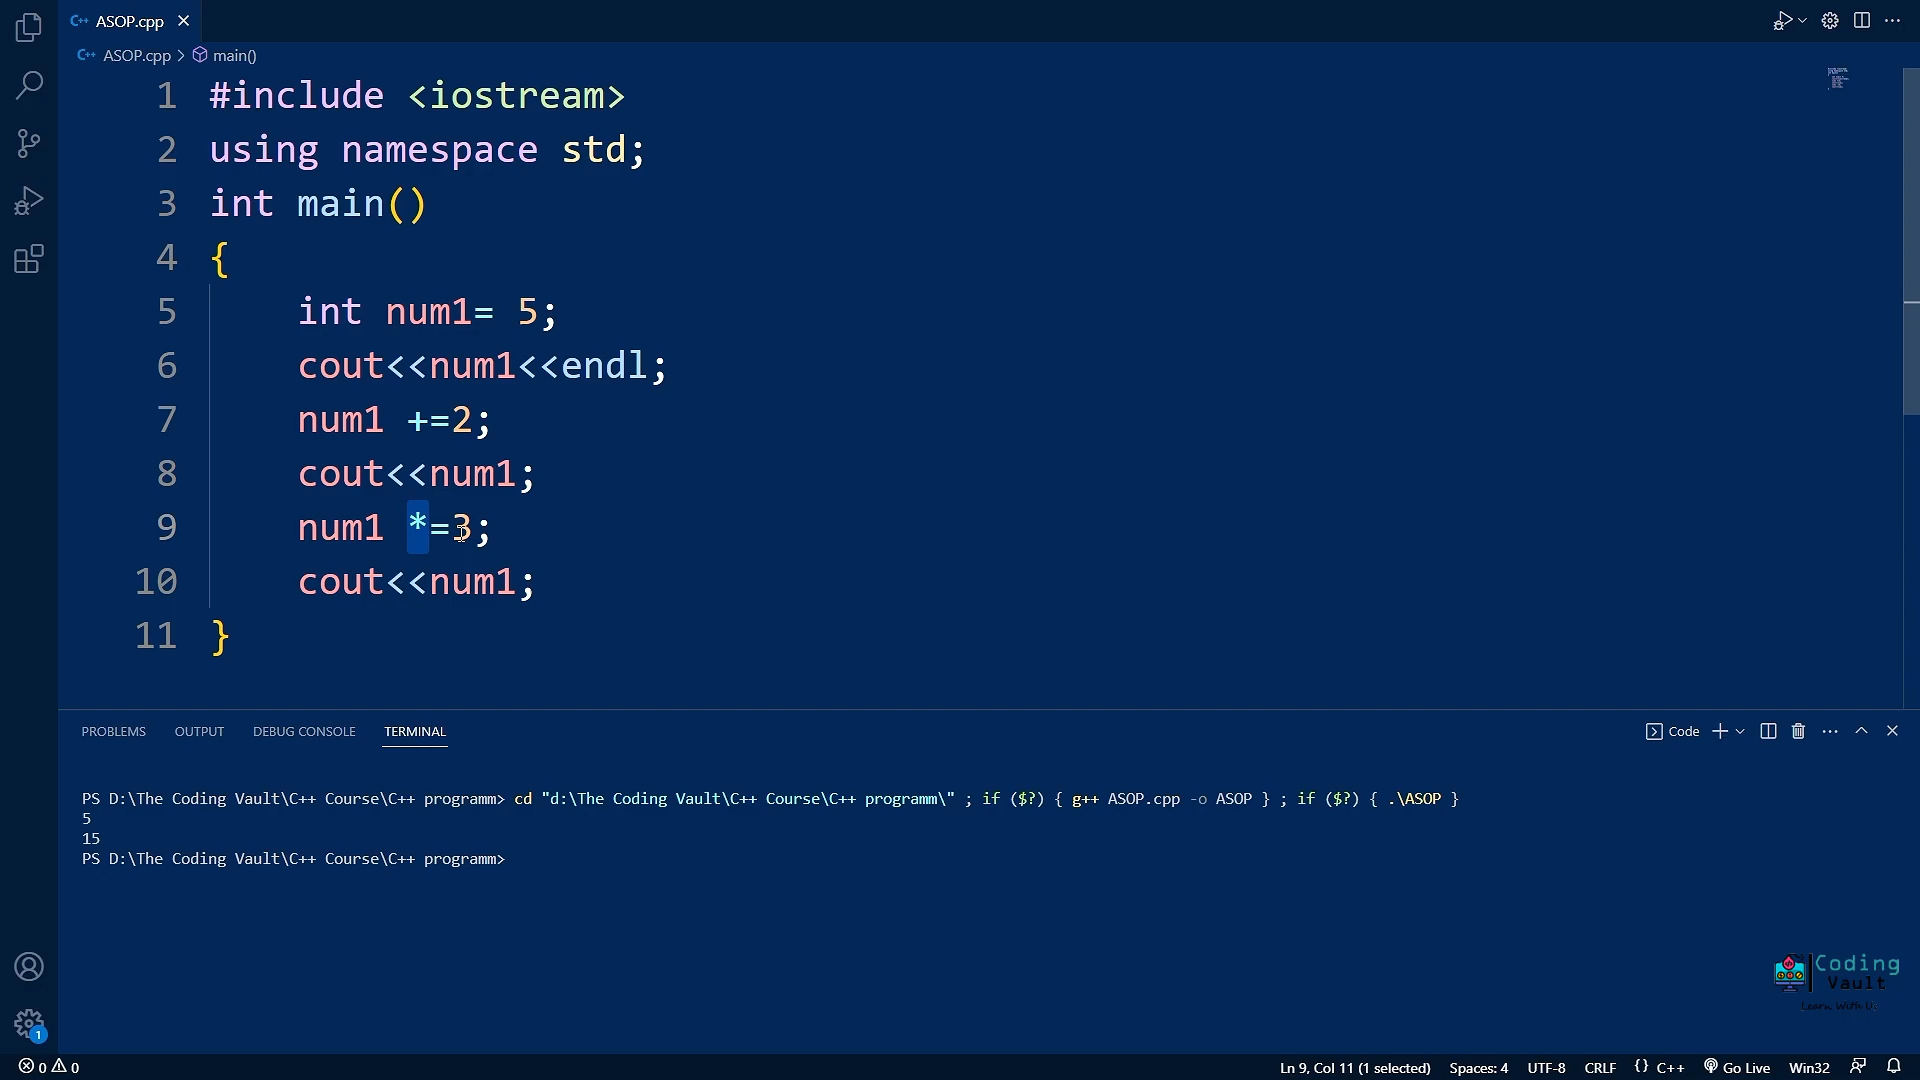 ASOP.cpp
ASOP.cpp > main()
1 #include <iostream>
2 using namespace std;
3 int main()
4 {
5 int num1= 5;
6 cout<<num1<<endl;
7 num1 +=2;
8 cout<<num1;
9 num1 *=3;
10 cout<<num1;
11 }
PROBLEMS OUTPUT DEBUG CONSOLE TERMINAL Code
PS D:\The Coding Vault\C++ Course\C++ programm> cd "d:\The Coding Vault\C++ Course\C++ programm\" ; if ($?) { g++ ASOP.cpp -o ASOP } ; if ($?) { .\ASOP }
5
15
PS D:\The Coding Vault\C++ Course\C++ programm>
Coding
Vault
Learn With Us
1
0 0 Ln 9, Col 11 (1 selected) Spaces: 4 UTF-8 CRLF {} C++ Go Live Win32